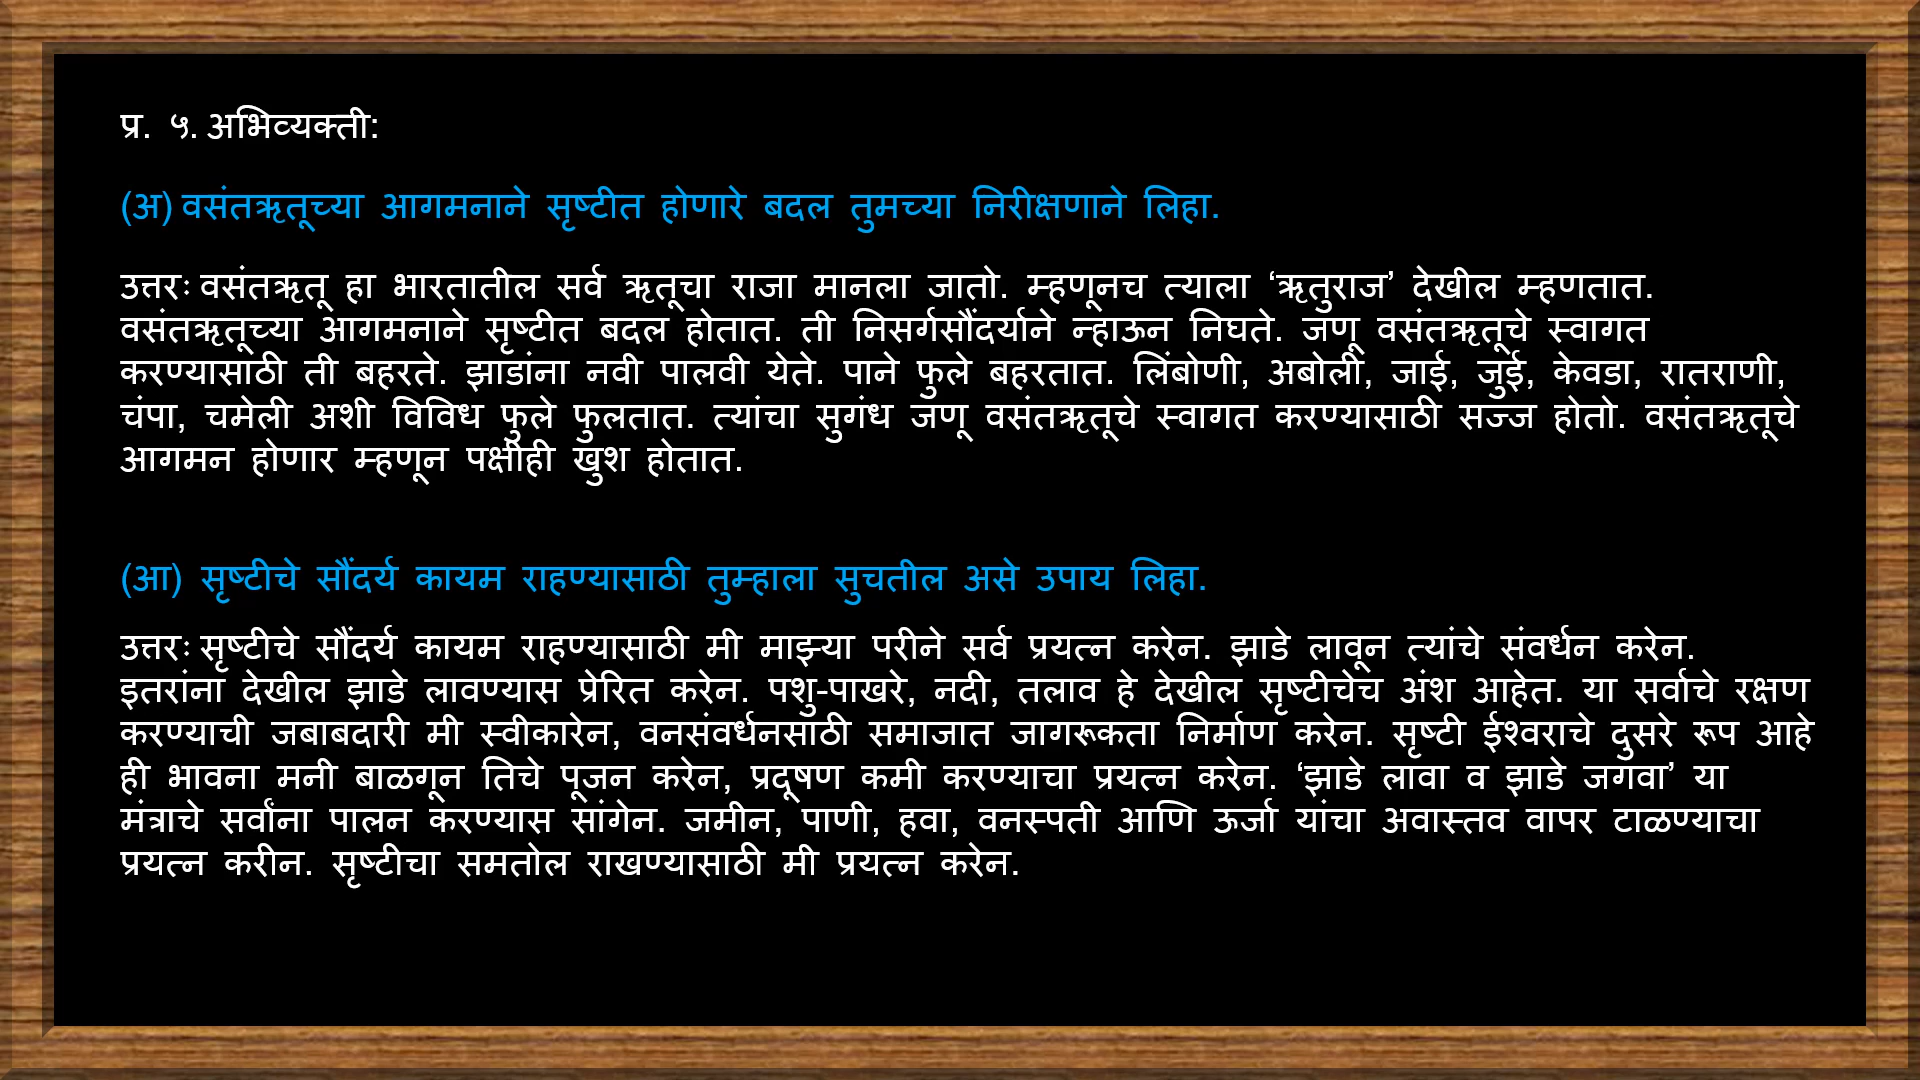 प्र. ५. अभिव्यक्ती:
(अ) वसंतऋतूच्या आगमनाने सृष्टीत होणारे बदल तुमच्या निरीक्षणाने लिहा.
उत्तरः वसंतऋतू हा भारतातील सर्व ऋतूचा राजा मानला जातो. म्हणूनच त्याला ‘ऋतुराज’ देखील म्हणतात.
वसंतऋतूच्या आगमनाने सृष्टीत बदल होतात. ती निसर्गसौंदर्याने न्हाऊन निघते. जणू वसंतऋतूचे स्वागत
करण्यासाठी ती बहरते. झाडांना नवी पालवी येते. पाने फुले बहरतात. लिंबोणी, अबोली, जाई, जुई, केवडा, रातराणी,
चंपा, चमेली अशी विविध फुले फुलतात. त्यांचा सुगंध जणू वसंतऋतूचे स्वागत करण्यासाठी सज्ज होतो. वसंतऋतूचे
आगमन होणार म्हणून पक्षीही खुश होतात.
(आ) सृष्टीचे सौंदर्य कायम राहण्यासाठी तुम्हाला सुचतील असे उपाय लिहा.
उत्तरः सृष्टीचे सौंदर्य कायम राहण्यासाठी मी माझ्या परीने सर्व प्रयत्न करेन. झाडे लावून त्यांचे संवर्धन करेन.
इतरांना देखील झाडे लावण्यास प्रेरित करेन. पशु-पाखरे, नदी, तलाव हे देखील सृष्टीचेच अंश आहेत. या सर्वाचे रक्षण
करण्याची जबाबदारी मी स्वीकारेन, वनसंवर्धनसाठी समाजात जागरूकता निर्माण करेन. सृष्टी ईश्वराचे दुसरे रूप आहे
ही भावना मनी बाळगून तिचे पूजन करेन, प्रदूषण कमी करण्याचा प्रयत्न करेन. ‘झाडे लावा व झाडे जगवा’ या
मंत्राचे सर्वांना पालन करण्यास सांगेन. जमीन, पाणी, हवा, वनस्पती आणि ऊर्जा यांचा अवास्तव वापर टाळण्याचा
प्रयत्न करीन. सृष्टीचा समतोल राखण्यासाठी मी प्रयत्न करेन.